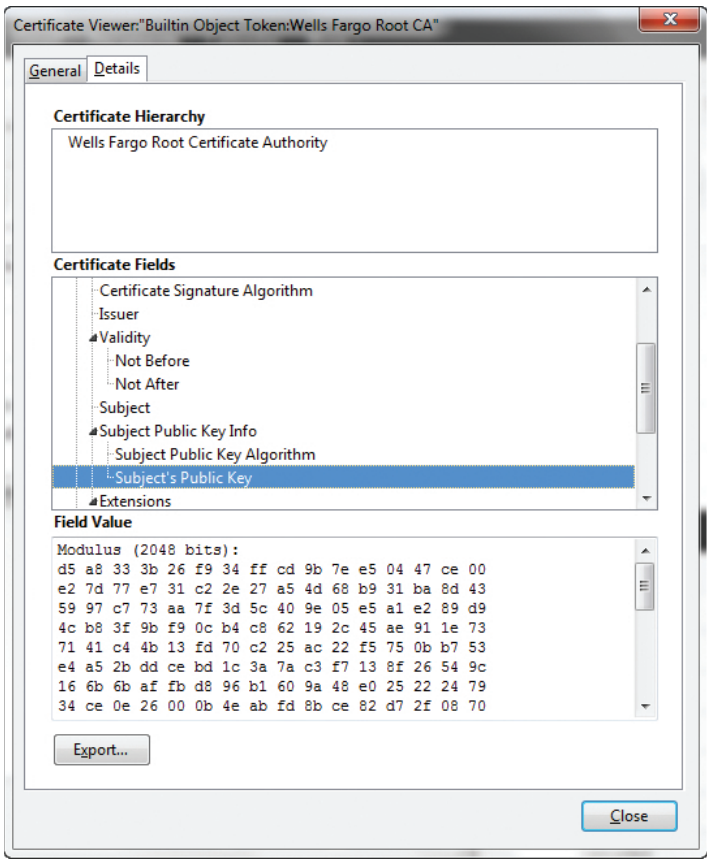 Certificate Viewer:"Builtin Object Token:Wells Fargo Root CA"
General Details
Certificate Hierarchy
Wells Fargo Root Certificate Authority
Certificate Fields
Certificate Signature Algorithm
Issuer
Validity
Not Before
Not After
Subject
Subject Public Key Info
Subject Public Key Algorithm
Subject's Public Key
Extensions
Field Value
Modulus (2048 bits):
d5 a8 33 3b 26 f9 34 ff cd 9b 7e e5 04 47 ce 00
e2 7d 77 e7 31 c2 2e 27 a5 4d 68 b9 31 ba 8d 43
59 97 c7 73 aa 7f 3d 5c 40 9e 05 e5 a1 e2 89 d9
4c b8 3f 9b f9 0c b4 c8 62 19 2c 45 ae 91 1e 73
71 41 c4 4b 13 fd 70 c2 25 ac 22 f5 75 0b b7 53
e4 a5 2b dd ce bd 1c 3a 7a c3 f7 13 8f 26 54 9c
16 6b 6b af fb d8 96 b1 60 9a 48 e0 25 22 24 79
34 ce 0e 26 00 0b 4e ab fd 8b ce 82 d7 2f 08 70
Export...
Close